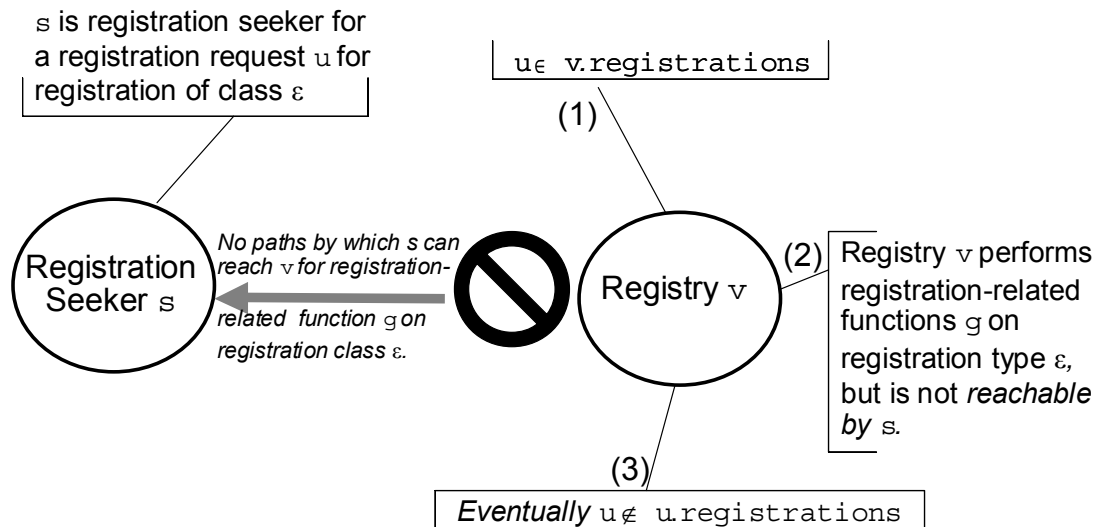 s is registration seeker for
a registration request u for
registration of class ε
u∈ v.registrations
(1)
Registration
Seeker s
No paths by which s can
reach v for registration-
related function g on
registration class ε.
Registry v
(2)
Registry v performs
registration-related
functions g on
registration type ε,
but is not reachable
by s.
(3)
Eventually u∉ u.registrations